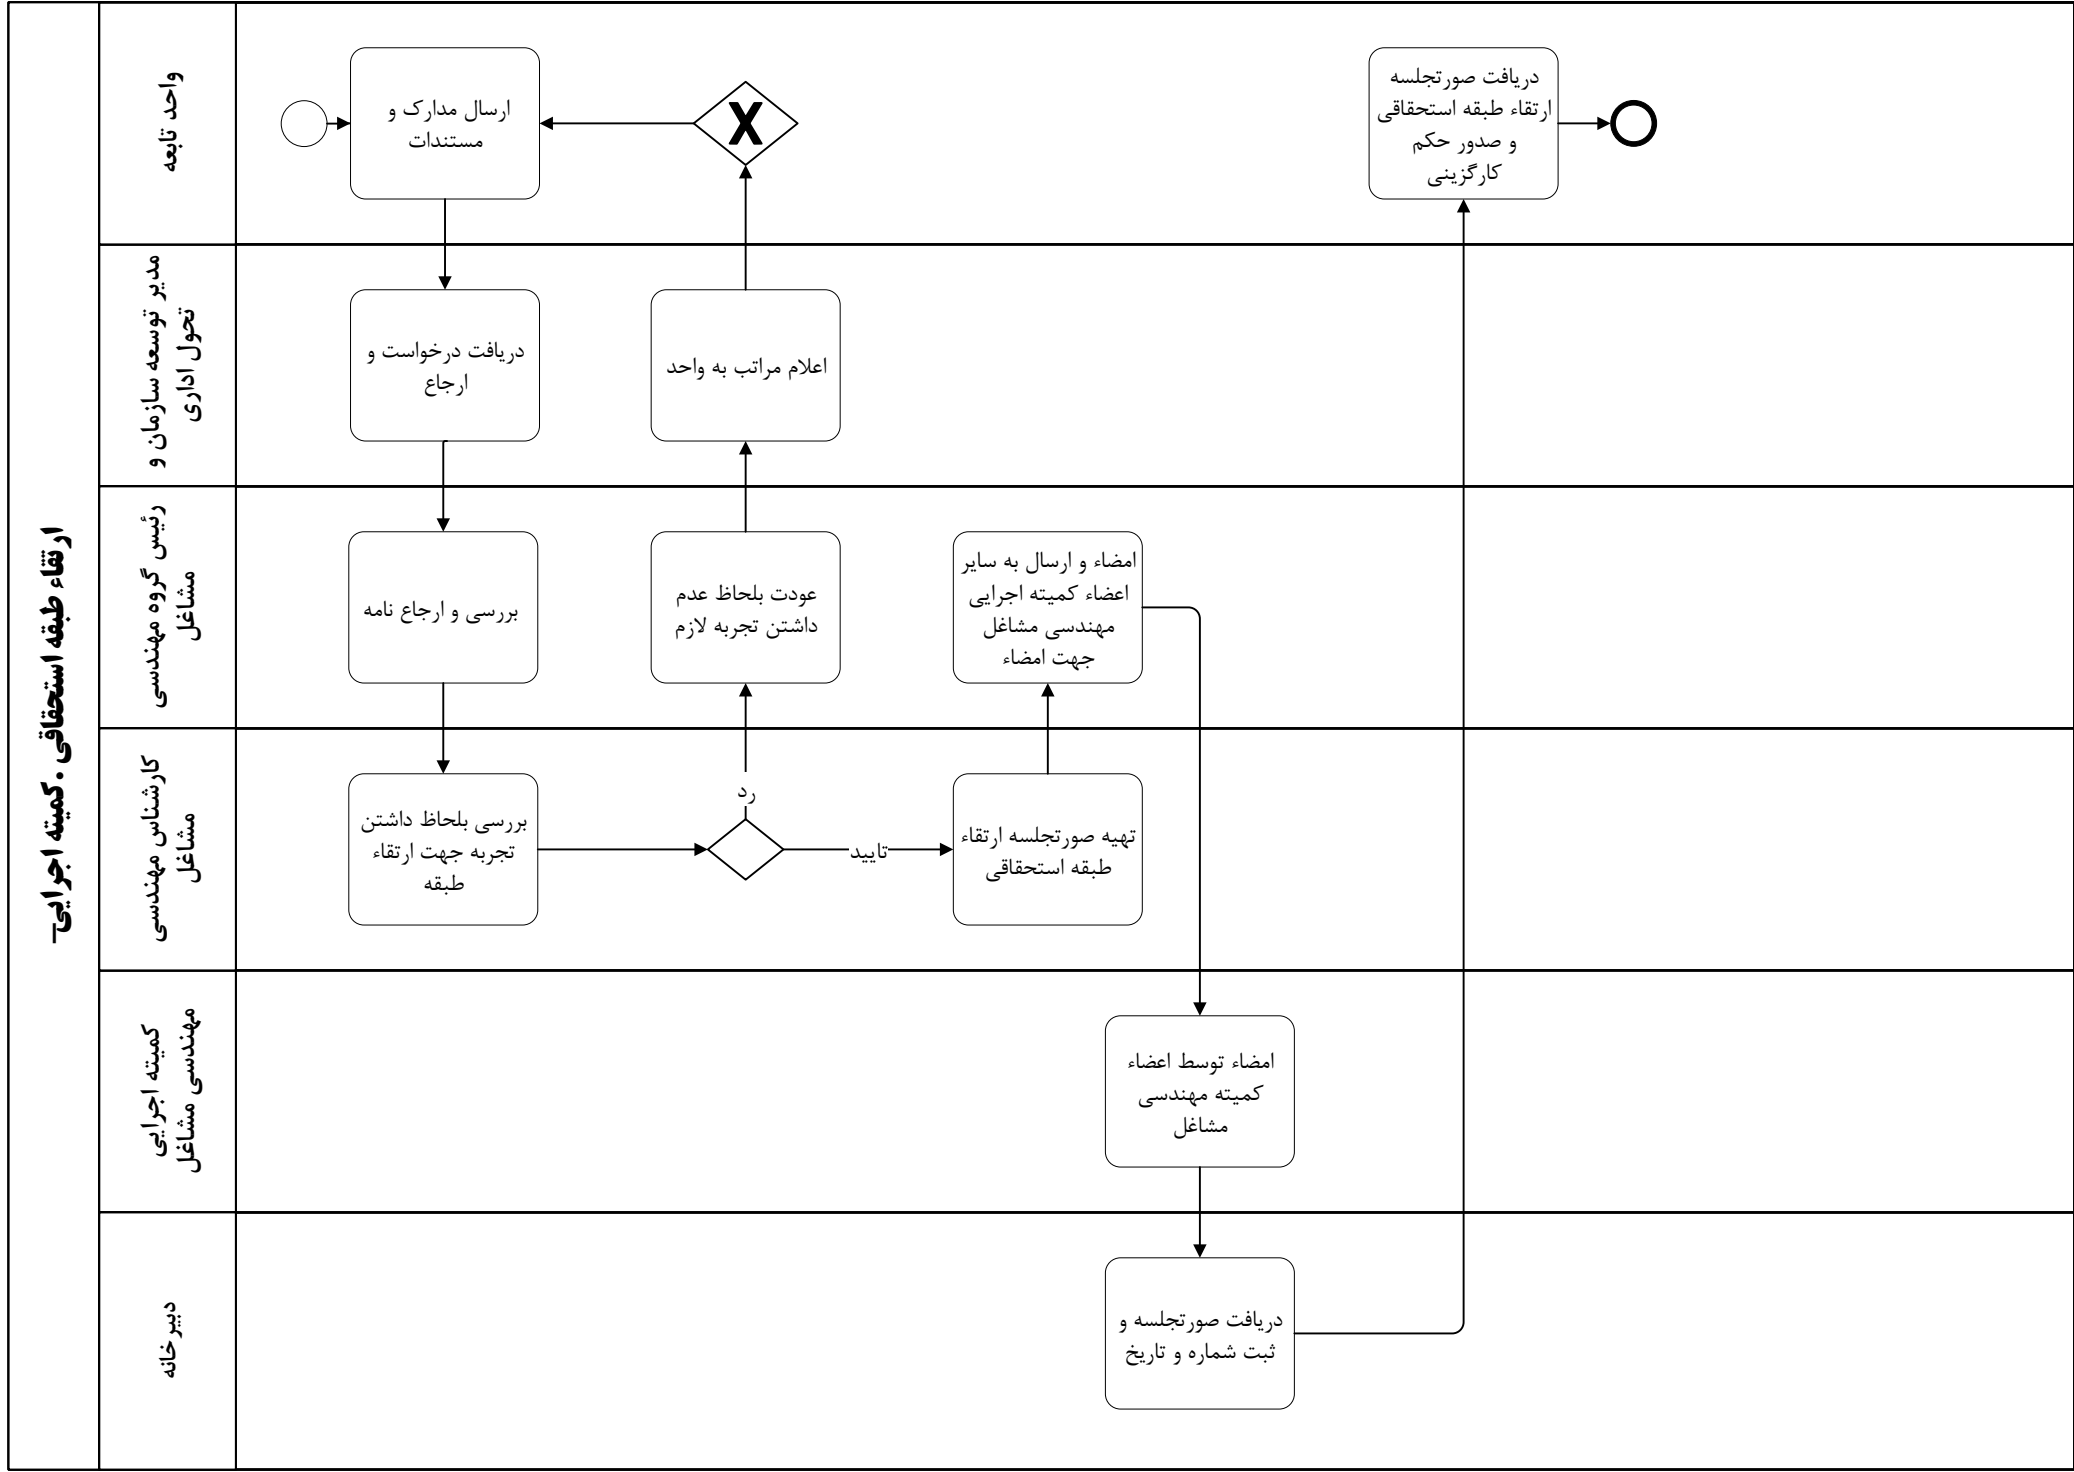 ارتقاء طبقه استحقاقی . کمیته اجرایی–
واحد تابعه
ارسال مدارک و
مستندات
X
دریافت صورتجلسه
ارتقاء طبقه استحقاقی
و صدور حکم
کارگزینی
مدیر توسعه سازمان و
تحول اداری
دریافت درخواست و
ارجاع
اعلام مراتب به واحد
رئیس گروه مهندسی
مشاغل
بررسی و ارجاع نامه
عودت بلحاظ عدم
داشتن تجربه لازم
امضاء و ارسال به سایر
اعضاء کمیته اجرایی
مهندسی مشاغل
جهت امضاء
کارشناس مهندسی
مشاغل
بررسی بلحاظ داشتن
تجربه جهت ارتقاء
طبقه
رد
تایید
تهیه صورتجلسه ارتقاء
طبقه استحقاقی
کمیته اجرایی
مهندسی مشاغل
امضاء توسط اعضاء
کمیته مهندسی
مشاغل
دبیرخانه
دریافت صورتجلسه و
ثبت شماره و تاریخ